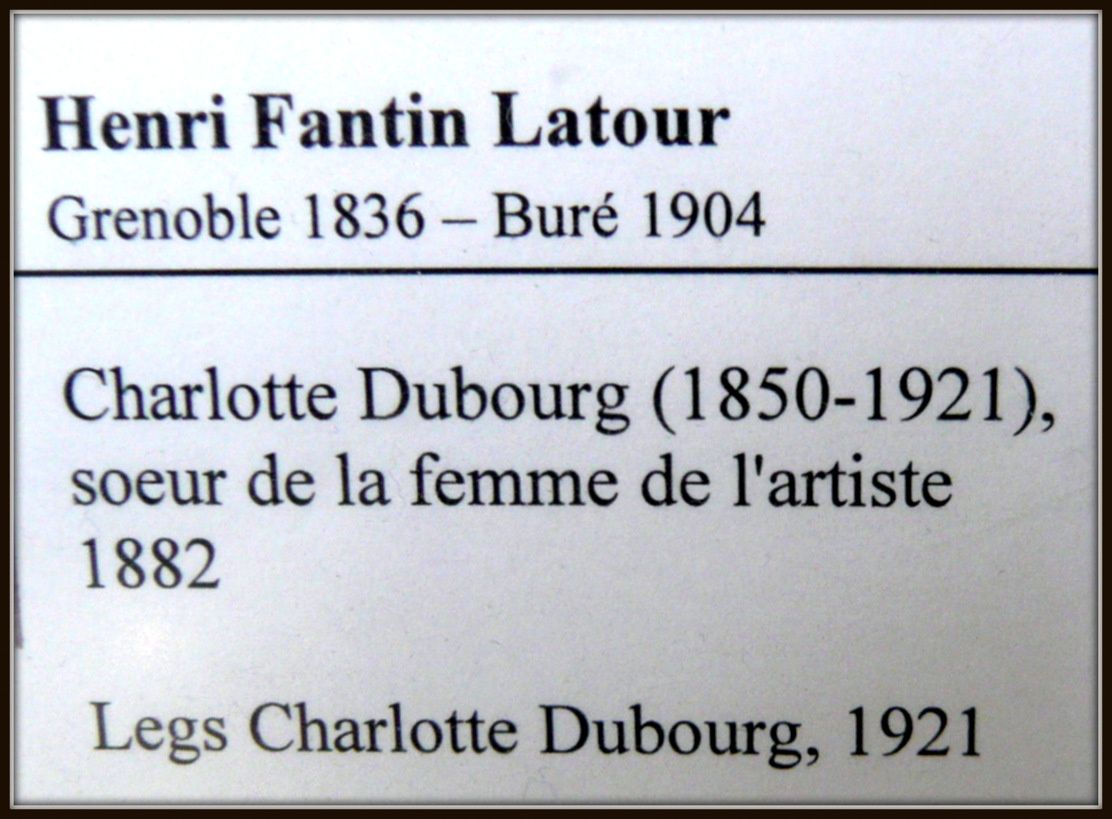 Henri Fantin Latour
Grenoble 1836 – Buré 1904
Charlotte Dubourg (1850-1921),
soeur de la femme de l'artiste
1882
Legs Charlotte Dubourg, 1921